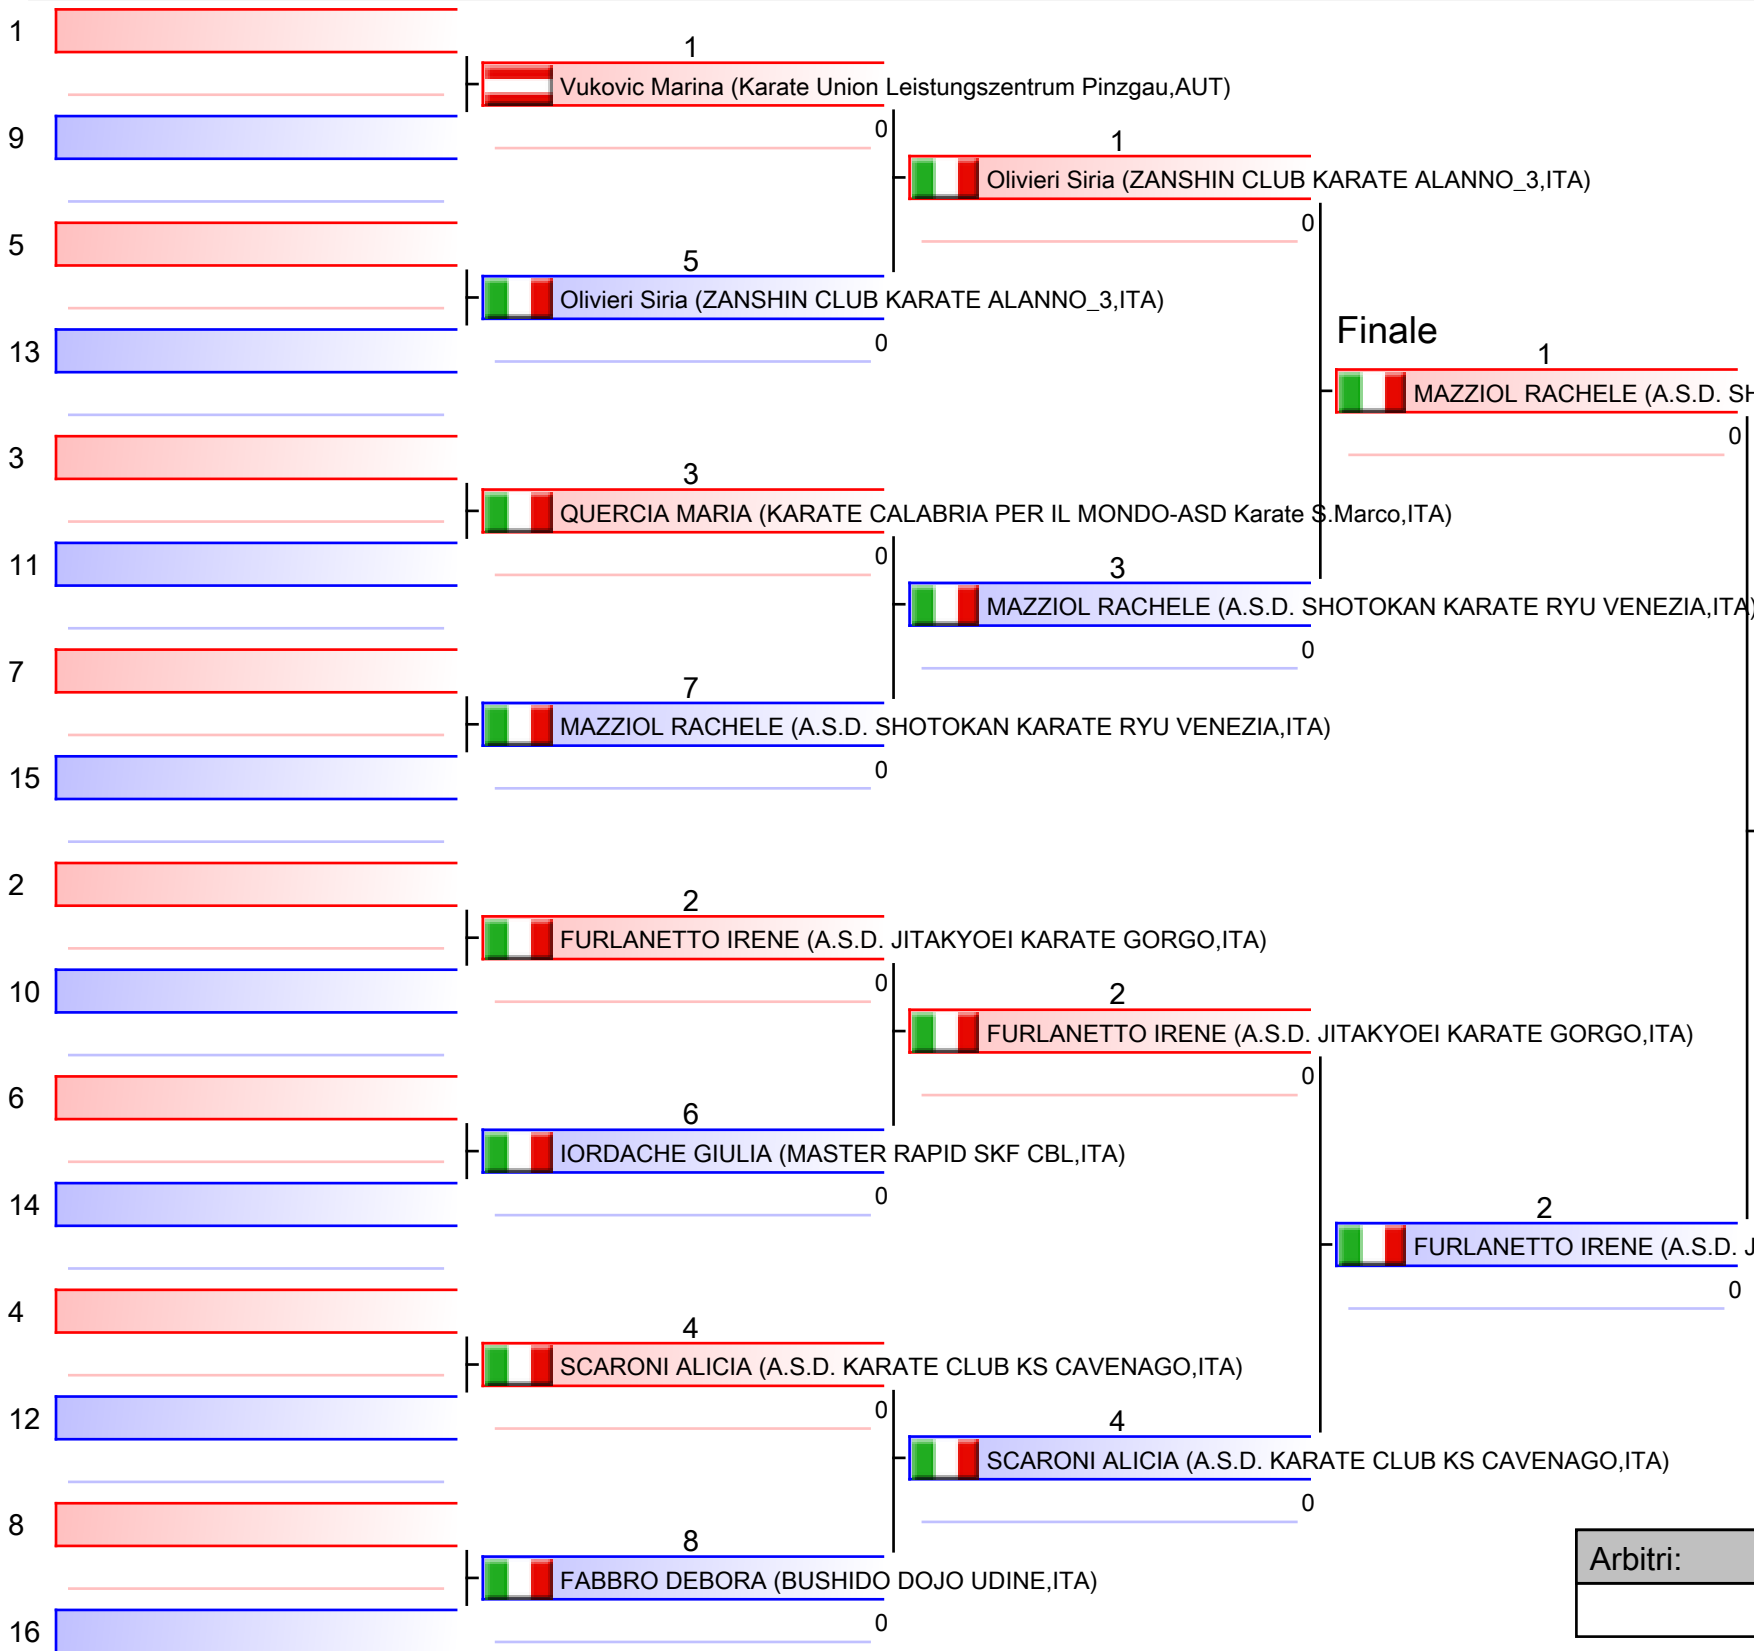 1
9
5
13
3
11
7
15
2
10
6
14
4
12
8
16
1
Vukovic Marina (Karate Union Leistungszentrum Pinzgau,AUT)
0
5
Olivieri Siria (ZANSHIN CLUB KARATE ALANNO_3,ITA)
0
3
QUERCIA MARIA (KARATE CALABRIA PER IL MONDO-ASD Karate S.Marco,ITA)
0
7
MAZZIOL RACHELE (A.S.D. SHOTOKAN KARATE RYU VENEZIA,ITA)
0
2
FURLANETTO IRENE (A.S.D. JITAKYOEI KARATE GORGO,ITA)
0
6
IORDACHE GIULIA (MASTER RAPID SKF CBL,ITA)
0
4
SCARONI ALICIA (A.S.D. KARATE CLUB KS CAVENAGO,ITA)
0
8
FABBRO DEBORA (BUSHIDO DOJO UDINE,ITA)
0
1
Olivieri Siria (ZANSHIN CLUB KARATE ALANNO_3,ITA)
0
3
MAZZIOL RACHELE (A.S.D. SHOTOKAN KARATE RYU VENEZIA,ITA)
0
2
FURLANETTO IRENE (A.S.D. JITAKYOEI KARATE GORGO,ITA)
0
4
SCARONI ALICIA (A.S.D. KARATE CLUB KS CAVENAGO,ITA)
0
Finale
1
MAZZIOL RACHELE (A.S.D. SH
0
2
FURLANETTO IRENE (A.S.D. J
0
Arbitri: